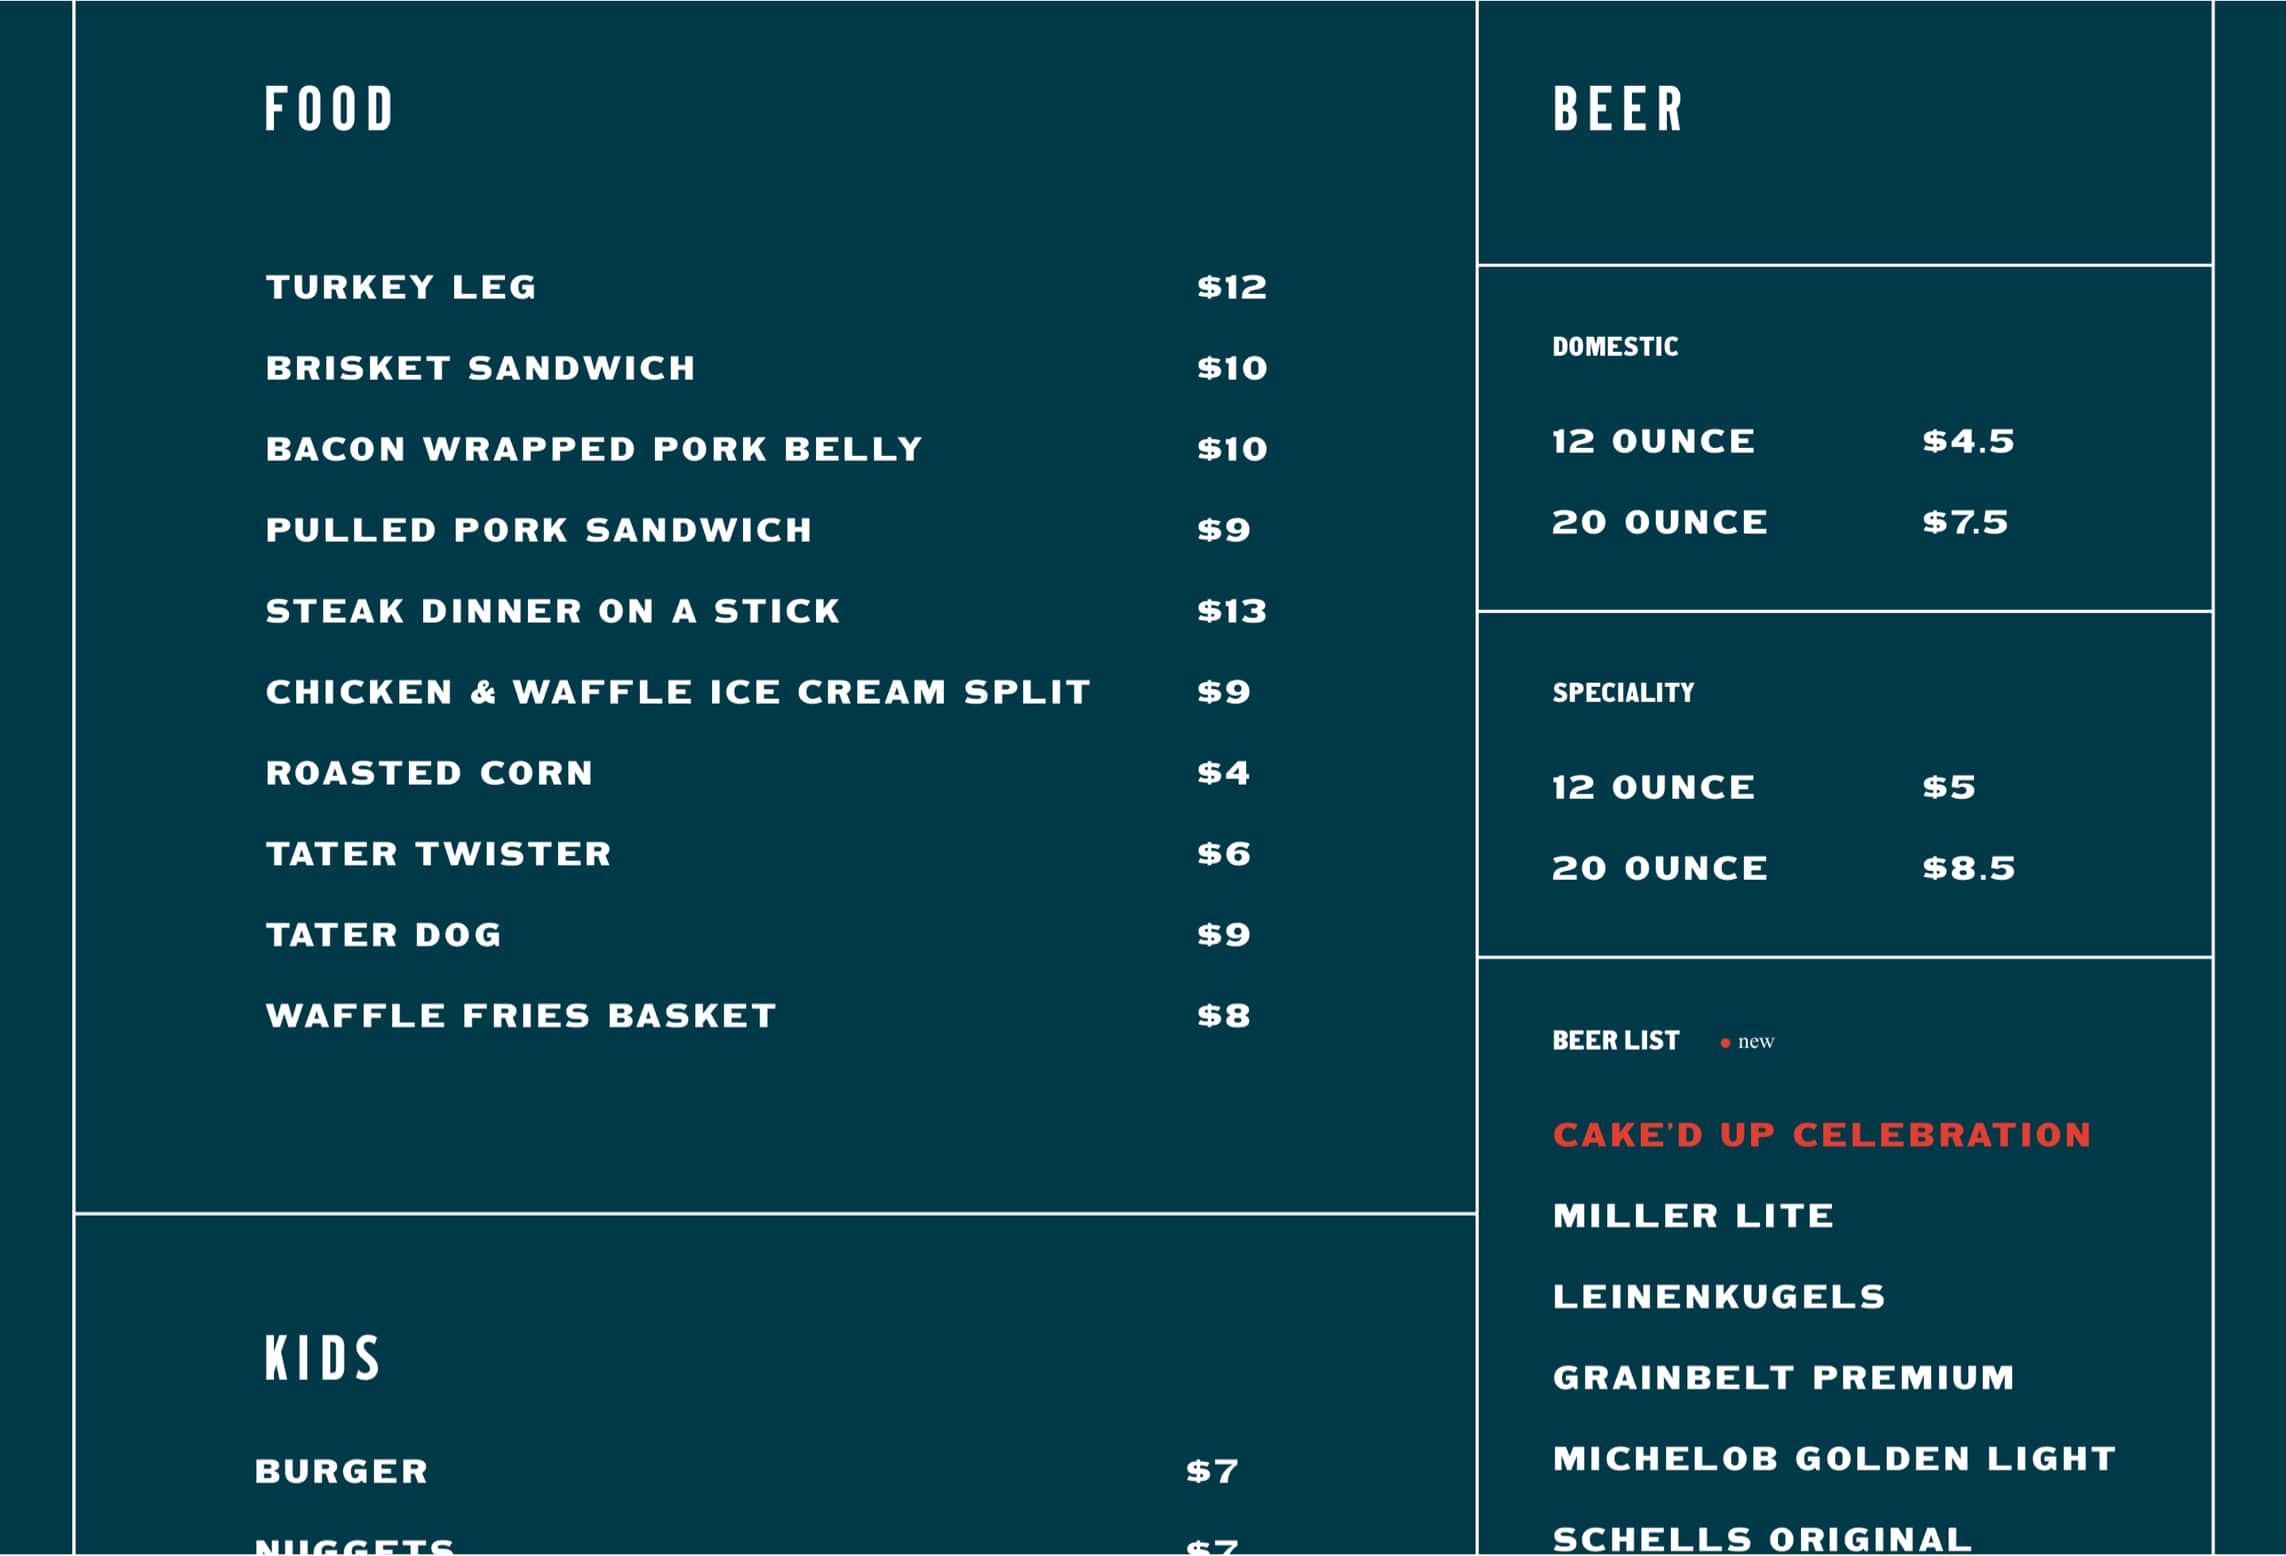 FOOD
TURKEY LEG $12
BRISKET SANDWICH $10
BACON WRAPPED PORK BELLY $10
PULLED PORK SANDWICH $9
STEAK DINNER ON A STICK $13
CHICKEN & WAFFLE ICE CREAM SPLIT $9
ROASTED CORN $4
TATER TWISTER $6
TATER DOG $9
WAFFLE FRIES BASKET $8
KIDS
BURGER $7
NUGGETS $7
BEER
DOMESTIC
12 OUNCE $4.5
20 OUNCE $7.5
SPECIALITY
12 OUNCE $5
20 OUNCE $8.5
BEER LIST • new
CAKE'D UP CELEBRATION
MILLER LITE
LEINENKUGELS
GRAINBELT PREMIUM
MICHELOB GOLDEN LIGHT
SCHELLS ORIGINAL